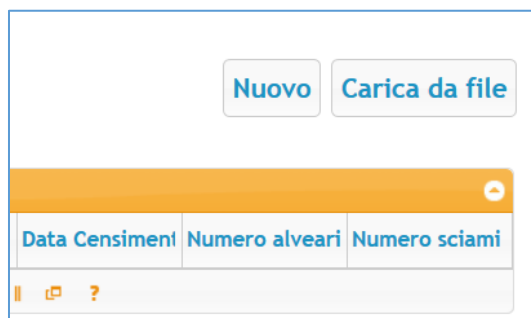 Nuovo Carica da file
Data Censiment Numero alveari Numero sciami
?